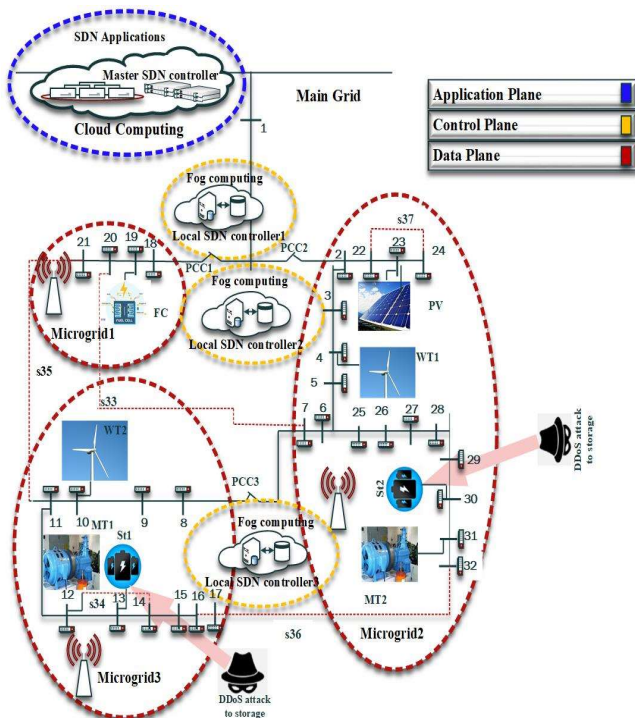 SDN Applications
Master SDN controller
Cloud Computing
Main Grid
Application Plane
Control Plane
Data Plane
1
Fog computing
Local SDN controller1
21
20
19
18
PCC1
PCC2
2
22
s37
23
24
FC
FUEL CELL
Microgrid1
Fog computing
Local SDN controller2
3
PV
4
WT1
5
s35
s33
7
6
25
26
27
28
WT2
DDoS attack
to storage
29
St2
30
11
10
9
8
PCC3
MT1
St1
Fog computing
Local SDN controller3
31
32
MT2
12
s34
13
14
15
16
17
s36
Microgrid2
Microgrid3
DDoS attack
to storage